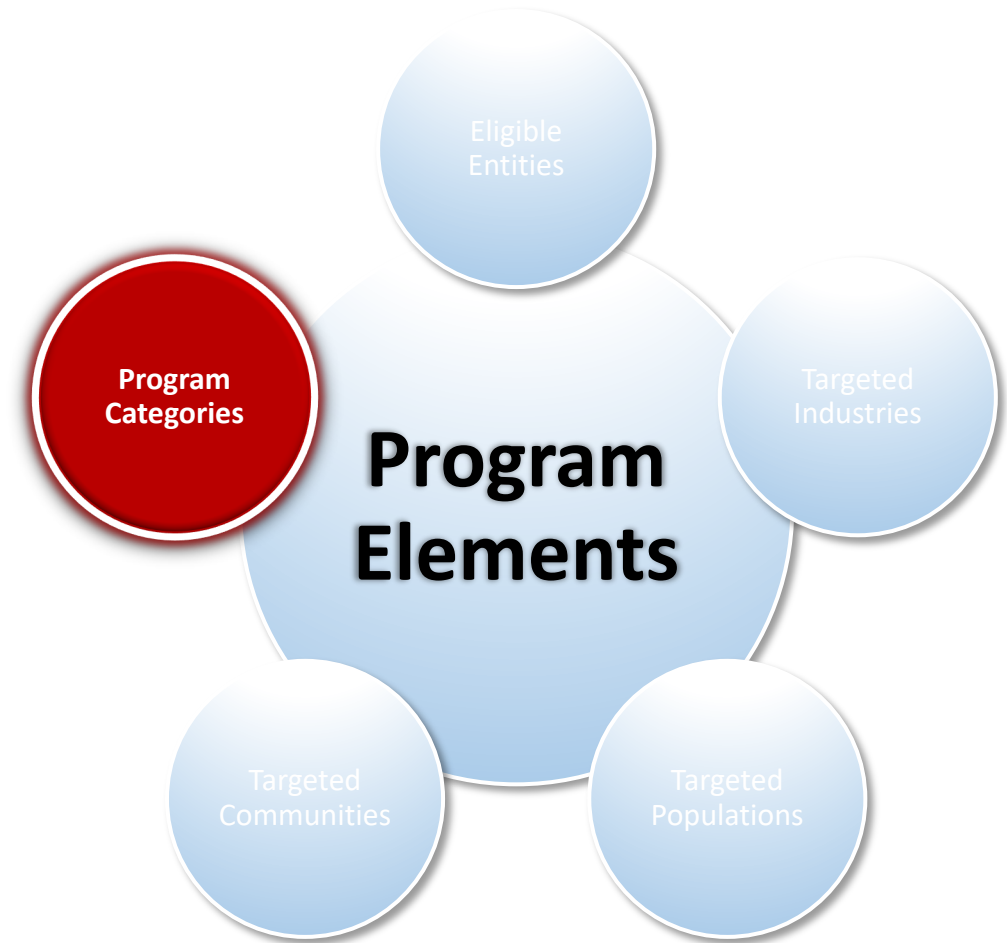 Eligible
Entities
Program
Categories
Targeted
Industries
Program
Elements
Targeted
Communities
Targeted
Populations